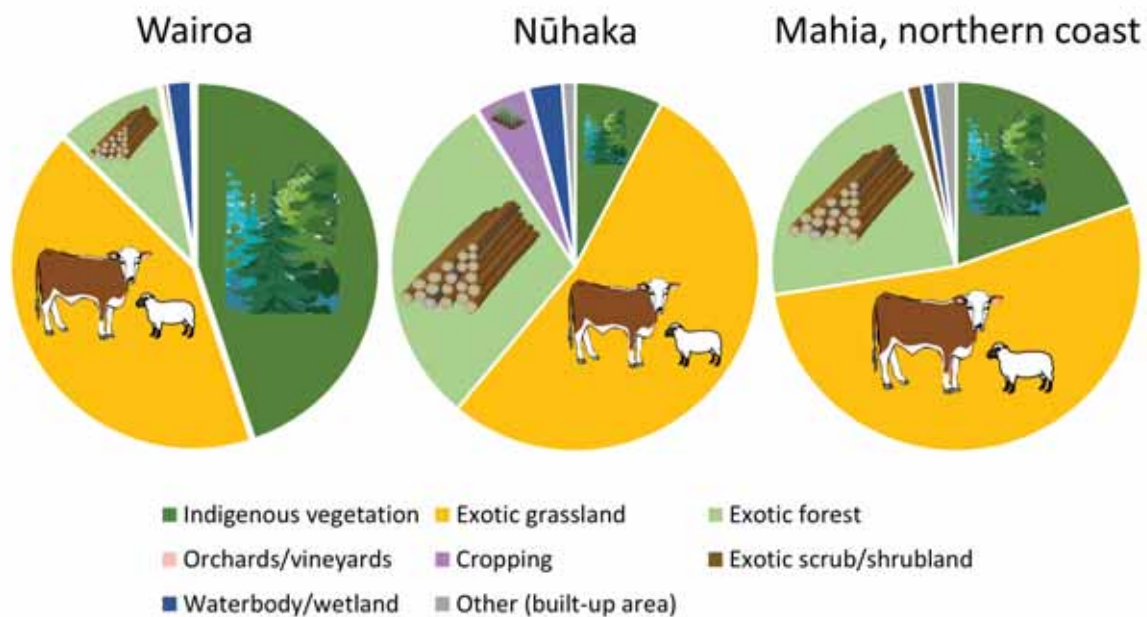 Wairoa
Nūhaka
Mahia, northern coast
Indigenous vegetation
Exotic grassland
Exotic forest
Orchards/vineyards
Cropping
Exotic scrub/shrubland
Waterbody/wetland
Other (built-up area)